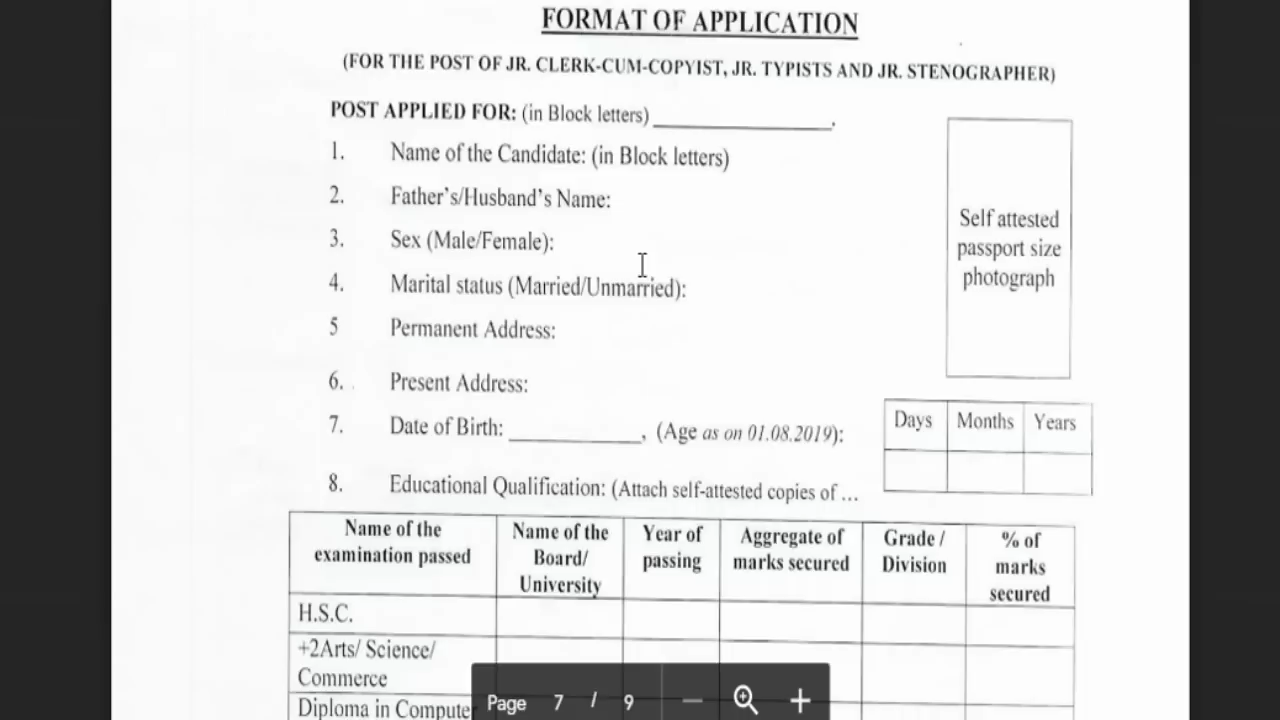 FORMAT OF APPLICATION
(FOR THE POST OF JR. CLERK-CUM-COPYIST, JR. TYPISTS AND JR. STENOGRAPHER)
POST APPLIED FOR: (in Block letters) ______________.
1. Name of the Candidate: (in Block letters)
2. Father's/Husband's Name:
3. Sex (Male/Female):
4. Marital status (Married/Unmarried):
5 Permanent Address:
6. Present Address:
7. Date of Birth: __________, (Age as on 01.08.2019):
8. Educational Qualification: (Attach self-attested copies of ...
Self attested
passport size
photograph
Days Months Years
Name of the examination passed
Name of the Board/ University
Year of passing
Aggregate of marks secured
Grade / Division
% of marks secured
H.S.C.
+2Arts/ Science/
Commerce
Diploma in Compute
Page 7 / 9